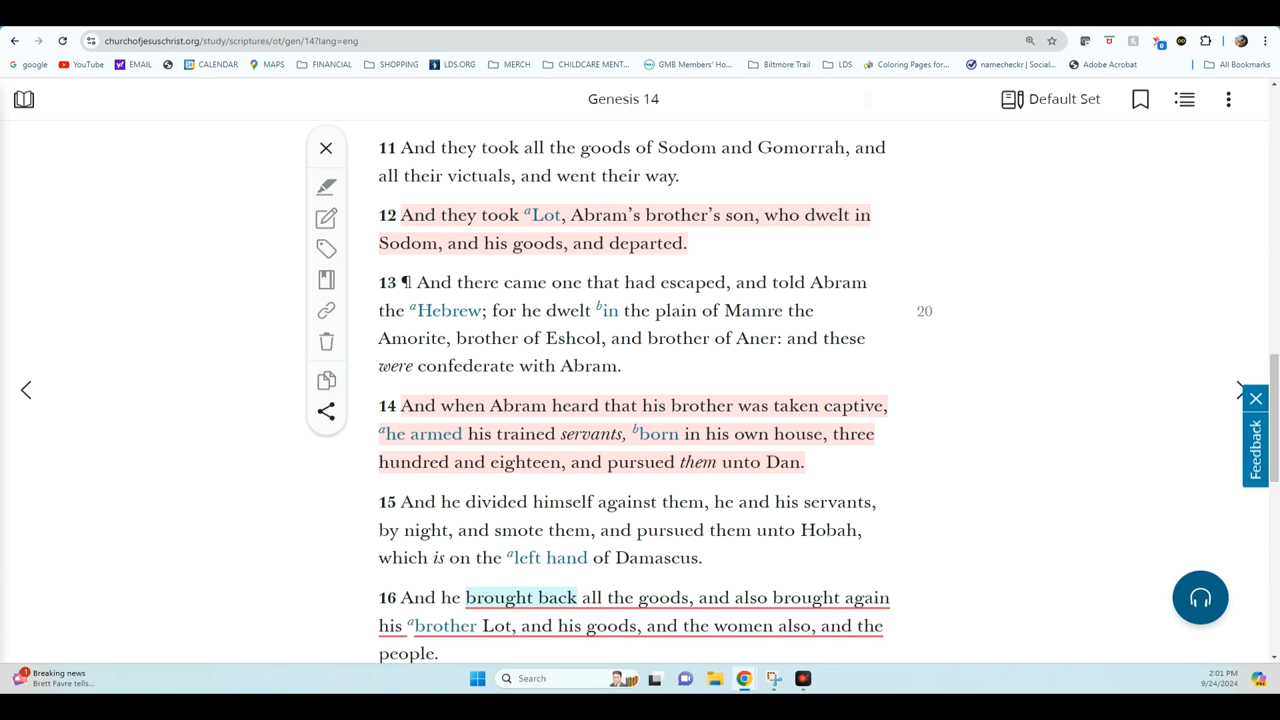 churchofjesuschrist.org/study/scriptures/ot/gen/14?lang=eng
google YouTube EMAIL CALENDAR MAPS FINANCIAL SHOPPING LDS.ORG MERCH CHILDCARE MENT... GMB Members' Ho... Biltmore Trail LDS Coloring Pages for... namecheckr | Social... Adobe Acrobat All Bookmarks
Genesis 14 Default Set
11 And they took all the goods of Sodom and Gomorrah, and
all their victuals, and went their way.
12 And they took aLot, Abram’s brother’s son, who dwelt in
Sodom, and his goods, and departed.
13 ¶ And there came one that had escaped, and told Abram
the aHebrew; for he dwelt bin the plain of Mamre the
20
Amorite, brother of Eshcol, and brother of Aner: and these
were confederate with Abram.
14 And when Abram heard that his brother was taken captive,
ahe armed his trained servants, bborn in his own house, three
hundred and eighteen, and pursued them unto Dan.
15 And he divided himself against them, he and his servants,
by night, and smote them, and pursued them unto Hobah,
which is on the aleft hand of Damascus.
16 And he brought back all the goods, and also brought again
his abrother Lot, and his goods, and the women also, and the
people.
Feedback
Breaking news
Brett Favre tells...
Search
2:01 PM
9/24/2024